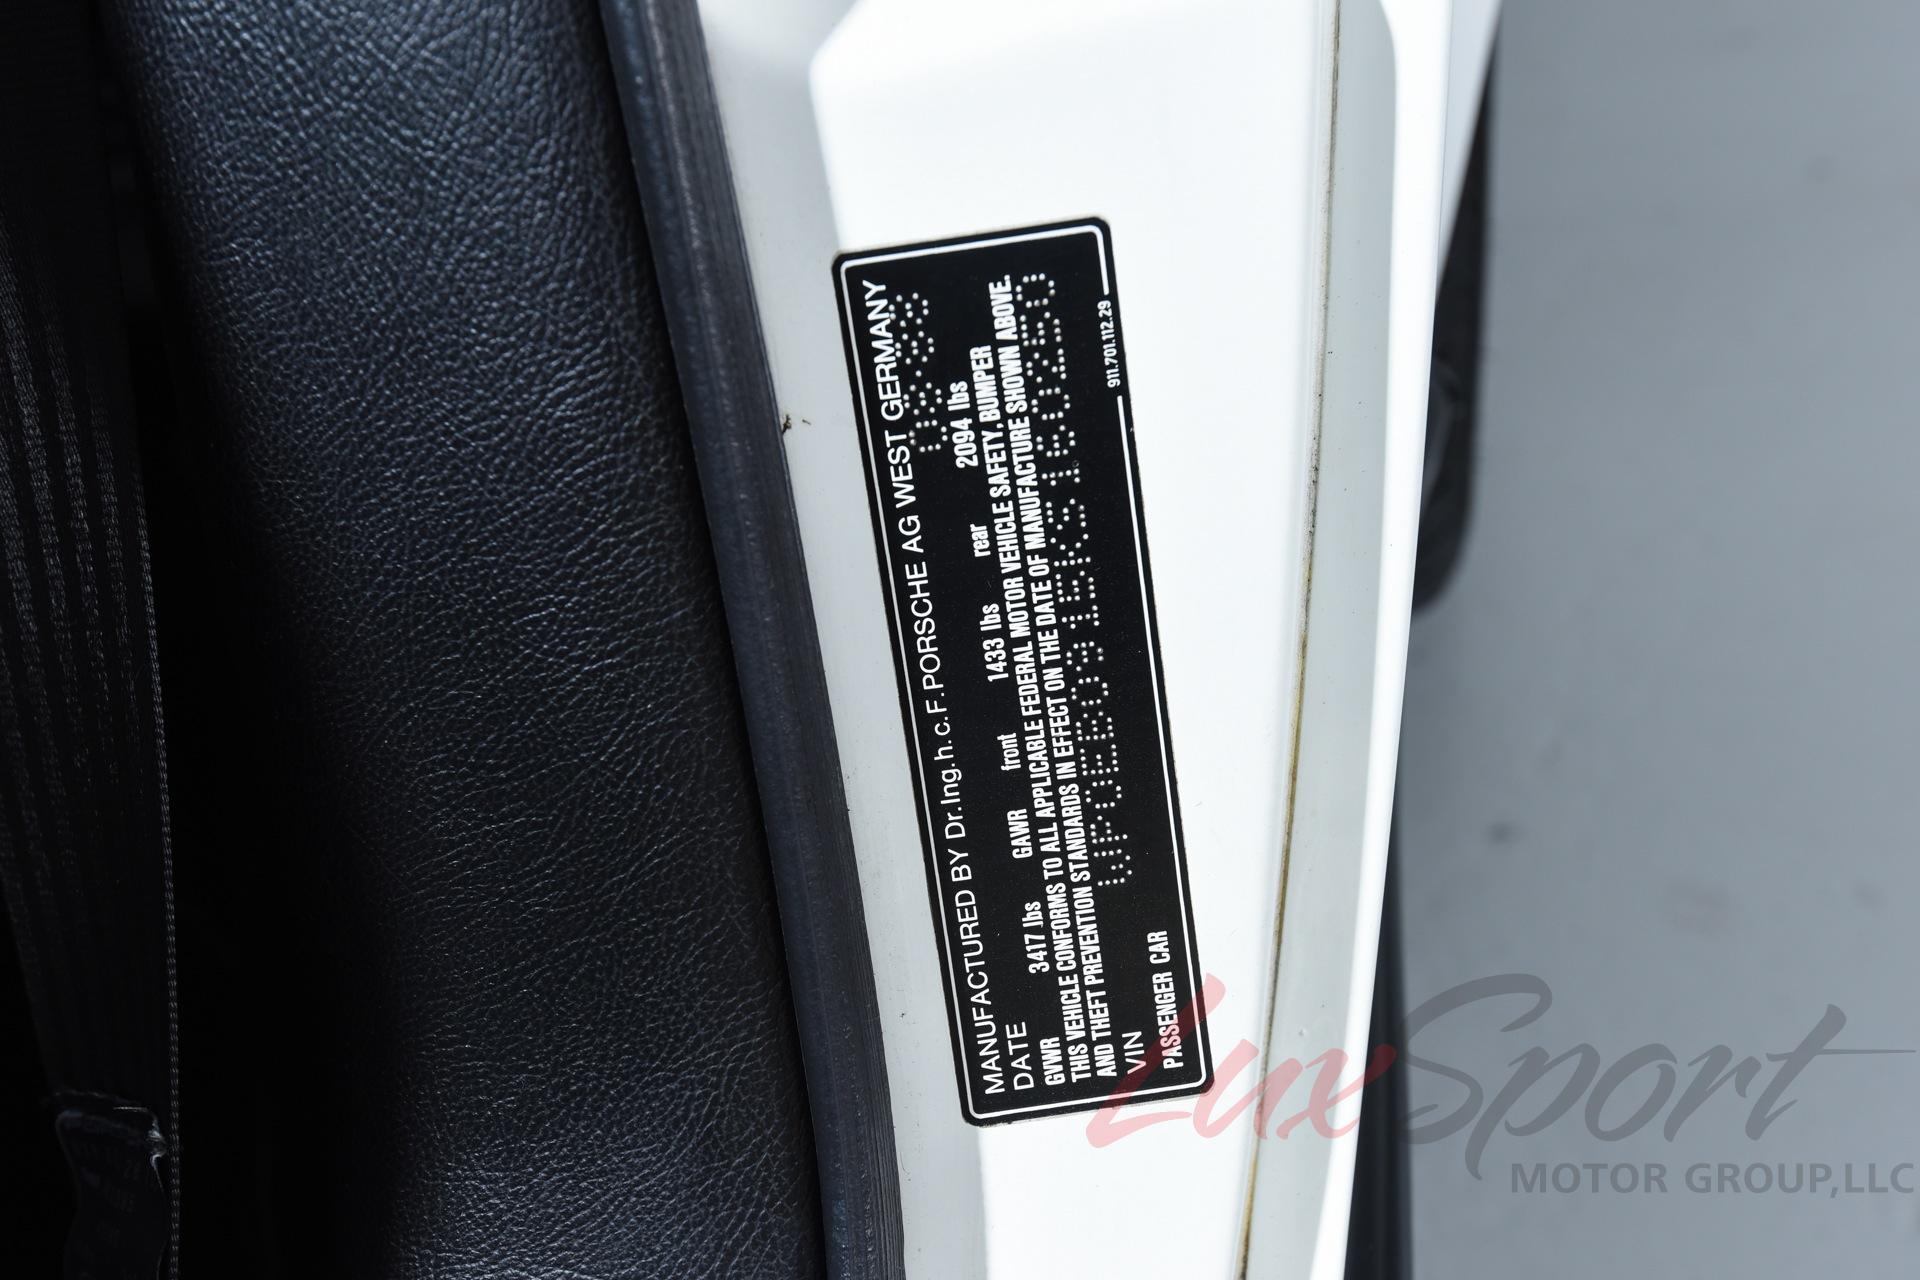 MANUFACTURED BY Dr.Ing.h.c.F.PORSCHE AG WEST GERMANY
DATE
GVWR 3417 lbs GAWR front 1433 lbs rear 2094 lbs
THIS VEHICLE CONFORMS TO ALL APPLICABLE FEDERAL MOTOR VEHICLE SAFETY, BUMPER
AND THEFT PREVENTION STANDARDS IN EFFECT ON THE DATE OF MANUFACTURE SHOWN ABOVE.
VIN
PASSENGER CAR
911.701.112.29
LuxSport
MOTOR GROUP,LLC